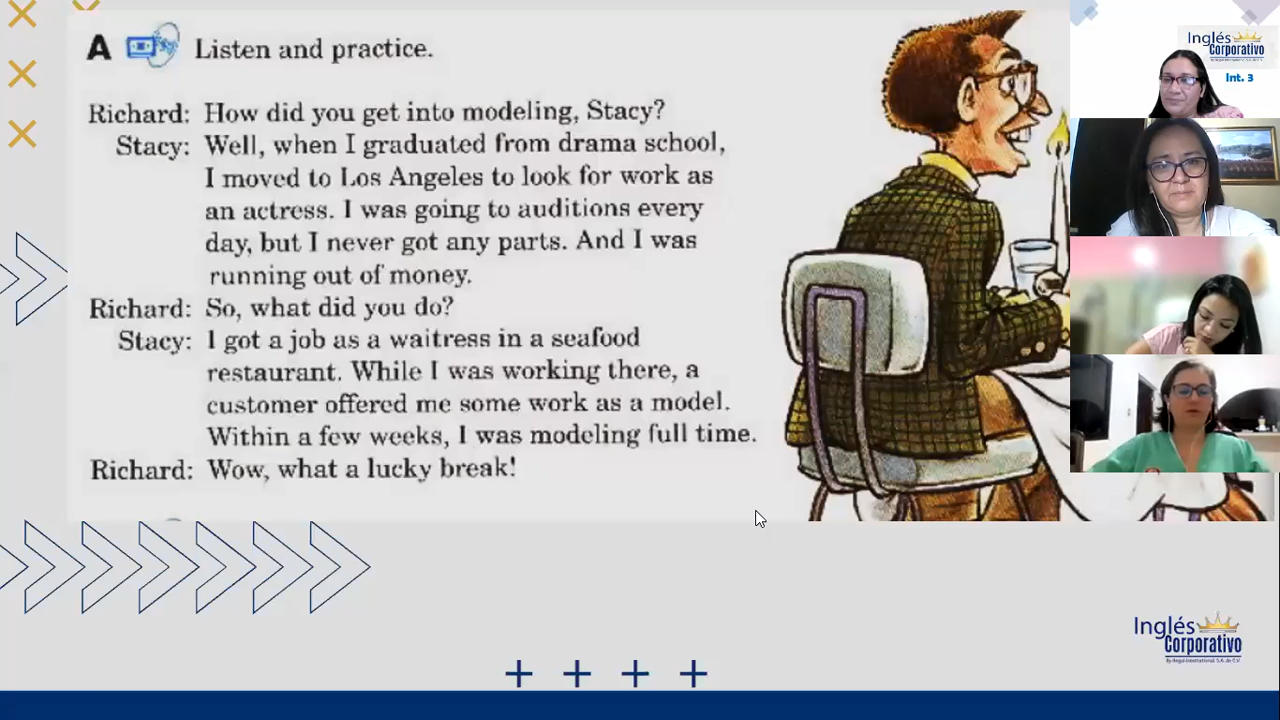 A Listen and practice.
Richard: How did you get into modeling, Stacy?
Stacy: Well, when I graduated from drama school,
I moved to Los Angeles to look for work as
an actress. I was going to auditions every
day, but I never got any parts. And I was
running out of money.
Richard: So, what did you do?
Stacy: I got a job as a waitress in a seafood
restaurant. While I was working there, a
customer offered me some work as a model.
Within a few weeks, I was modeling full time.
Richard: Wow, what a lucky break!
Inglés
Corporativo
Int. 3
Inglés
Corporativo